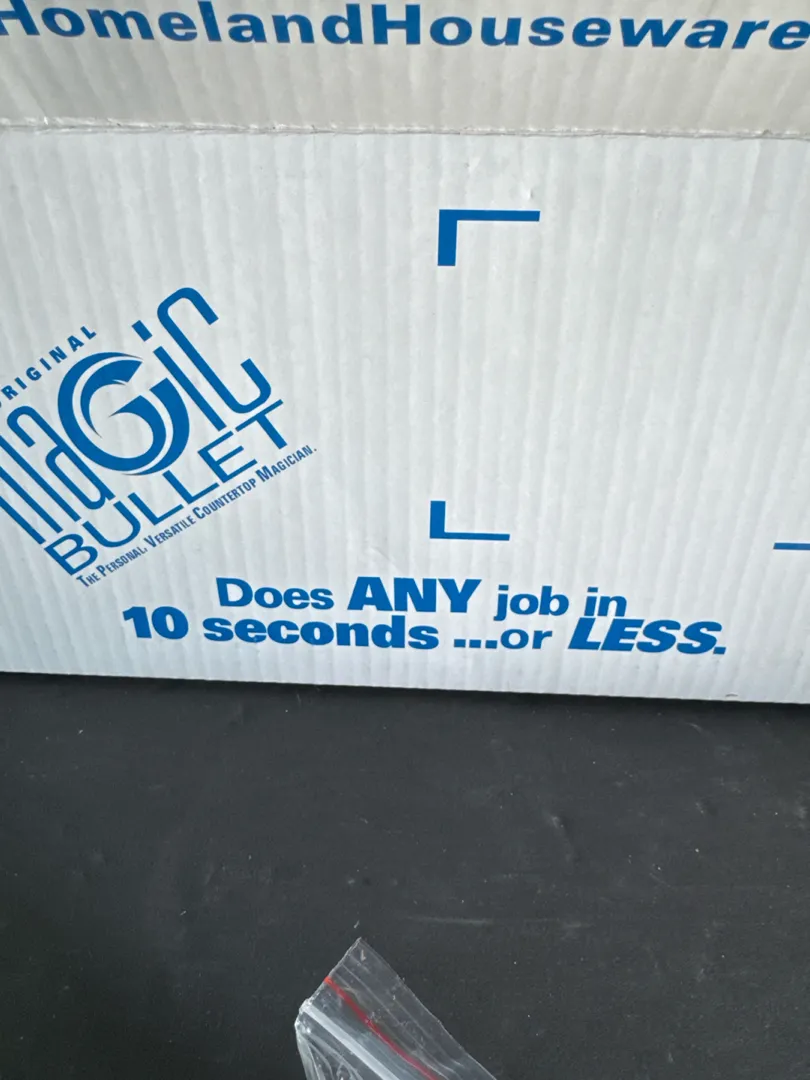 HomelandHouseware
ORIGINAL
MaGic
BULLET
THE PERSONAL, VERSATILE COUNTERTOP MAGICIAN.
Does ANY job in
10 seconds ...or LESS.